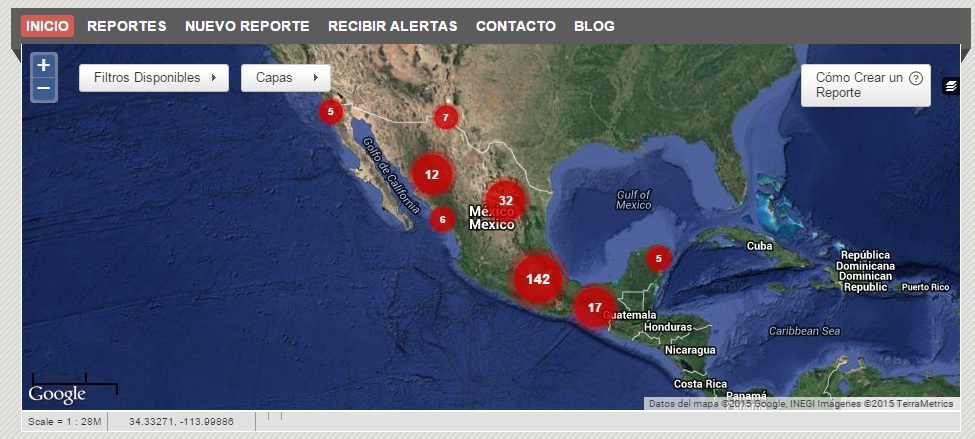 INICIO REPORTES NUEVO REPORTE RECIBIR ALERTAS CONTACTO BLOG
+
−
Filtros Disponibles
Capas
Cómo Crear un ?
Reporte
5
7
Golfo de California
12
32
México
Mexico
6
Gulf of
Mexico
5
Cuba
142
República
Dominicana
Dominican
Republic
Puerto Rico
17
Guatemala
Honduras
Caribbean Sea
Nicaragua
Costa Rica
Panamá
Google
Datos del mapa ©2015 Google, INEGI Imágenes ©2015 TerraMetrics
Scale = 1 : 28M 34.33271, -113.99886